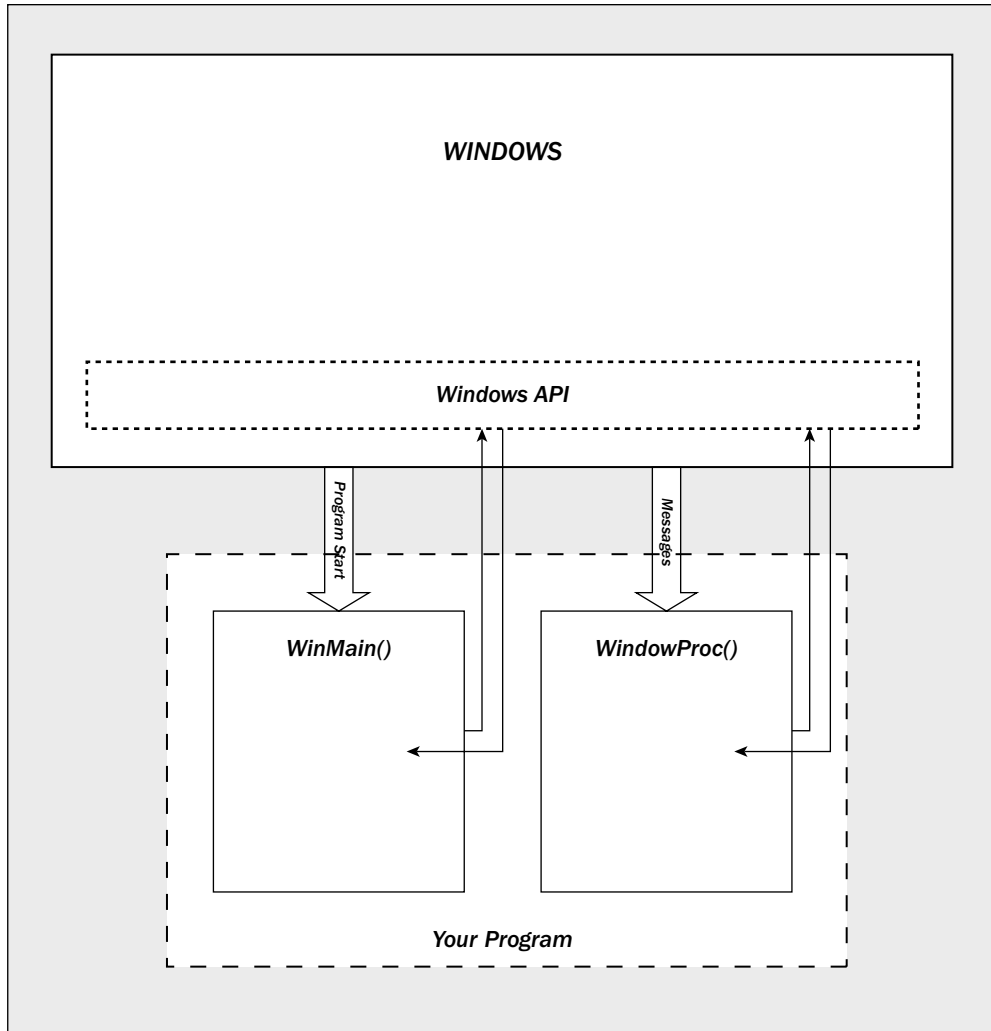 WINDOWS
Windows API
Program Start
Messages
WinMain()
WindowProc()
Your Program